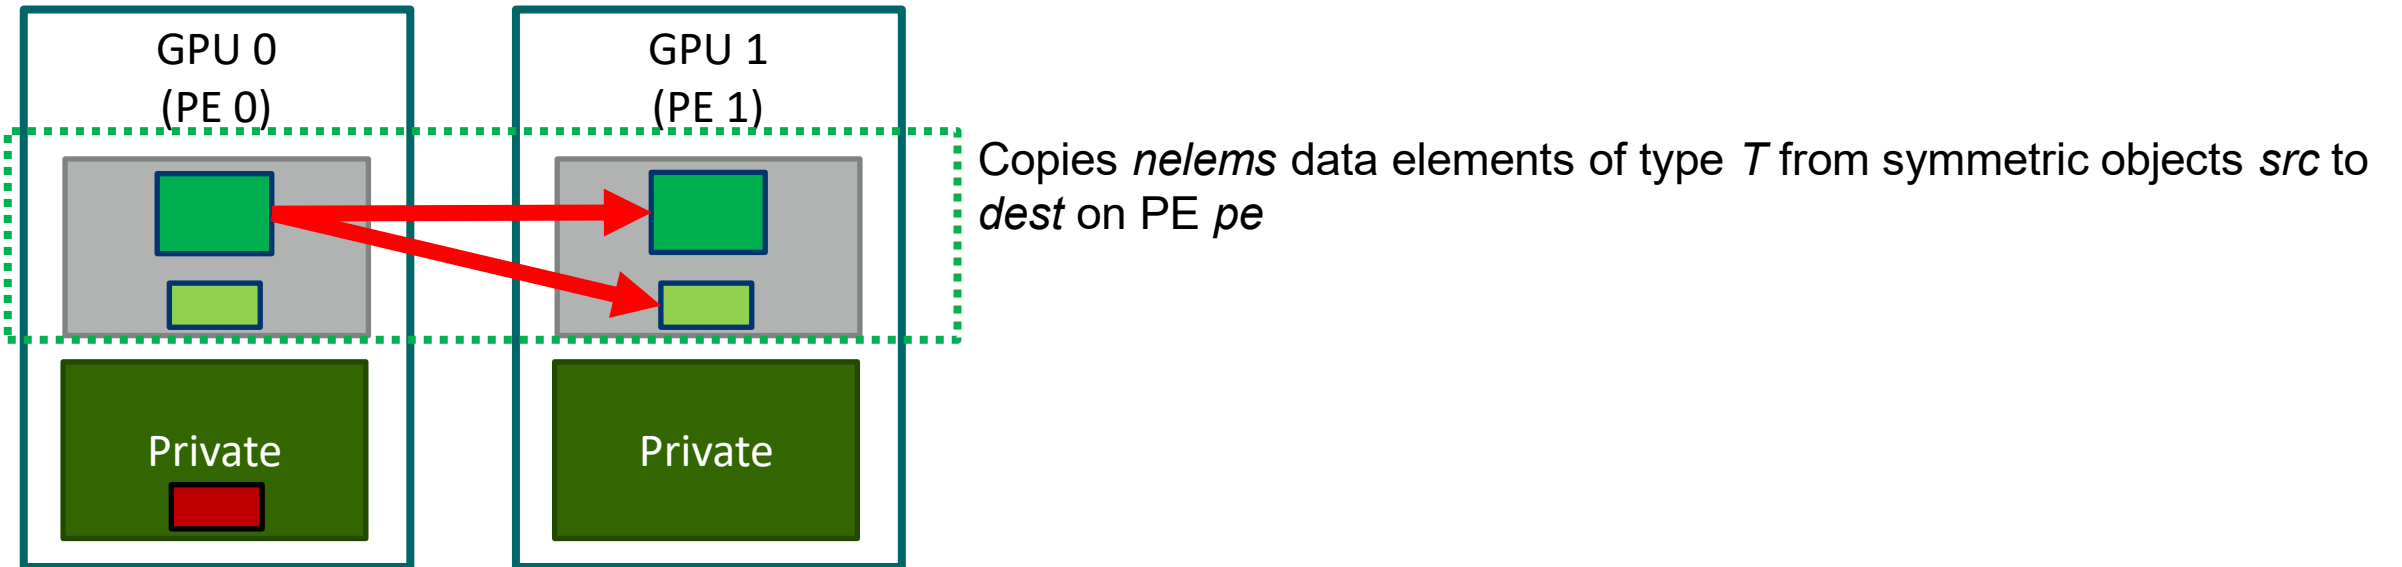 GPU 0
(PE 0)
GPU 1
(PE 1)
Copies nelems data elements of type T from symmetric objects src to
dest on PE pe
Private
Private